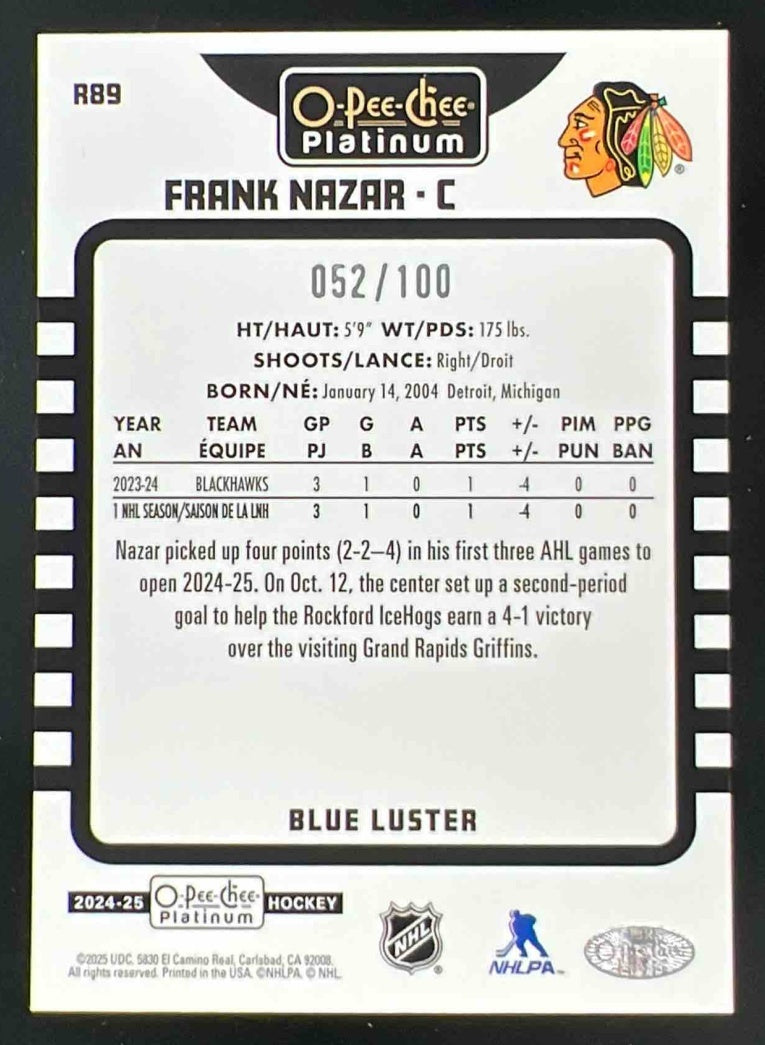 R89
O-Pee-Chee
Platinum
FRANK NAZAR · C
052/100
HT/HAUT: 5'9" WT/PDS: 175 lbs.
SHOOTS/LANCE: Right/Droit
BORN/NÉ: January 14, 2004 Detroit, Michigan
YEAR TEAM GP G A PTS +/- PIM PPG
AN ÉQUIPE PJ B A PTS +/- PUN BAN
2023-24 BLACKHAWKS 3 1 0 1 -4 0 0
1 NHL SEASON/SAISON DE LA LNH 3 1 0 1 -4 0 0
Nazar picked up four points (2-2–4) in his first three AHL games to
open 2024-25. On Oct. 12, the center set up a second-period
goal to help the Rockford IceHogs earn a 4-1 victory
over the visiting Grand Rapids Griffins.
BLUE LUSTER
2024-25 O-Pee-Chee Platinum HOCKEY
NHL
NHLPA
©2025 UDC. 5830 El Camino Real, Carlsbad, CA 92008.
All rights reserved. Printed in the USA. ©NHLPA. © NHL.